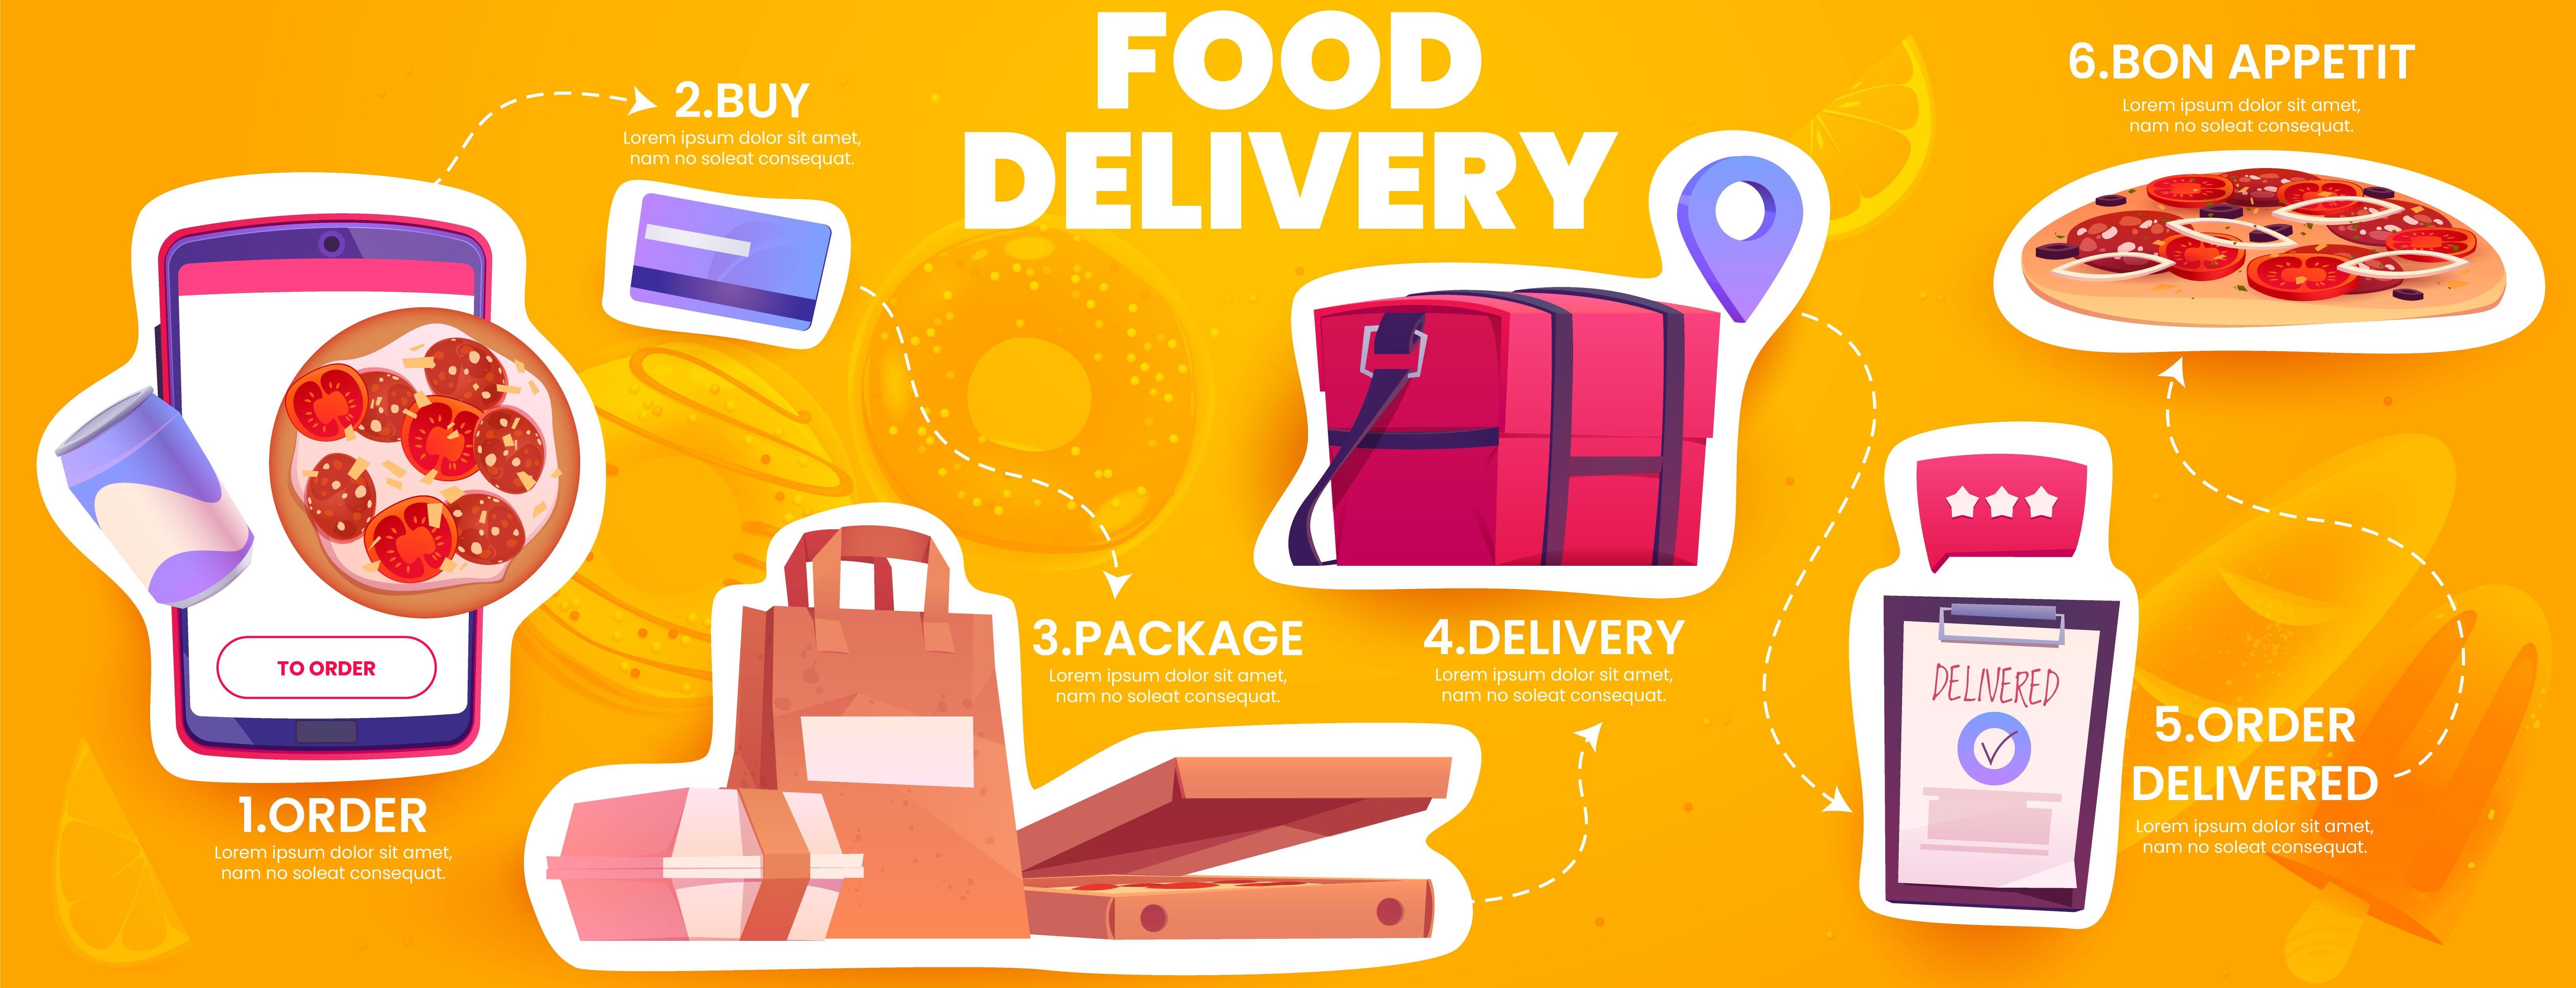 FOOD
DELIVERY
1.ORDER
Lorem ipsum dolor sit amet,
nam no soleat consequat.
TO ORDER
2.BUY
Lorem ipsum dolor sit amet,
nam no soleat consequat.
3.PACKAGE
Lorem ipsum dolor sit amet,
nam no soleat consequat.
4.DELIVERY
Lorem ipsum dolor sit amet,
nam no soleat consequat.
5.ORDER
DELIVERED
Lorem ipsum dolor sit amet,
nam no soleat consequat.
DELIVERED
6.BON APPETIT
Lorem ipsum dolor sit amet,
nam no soleat consequat.